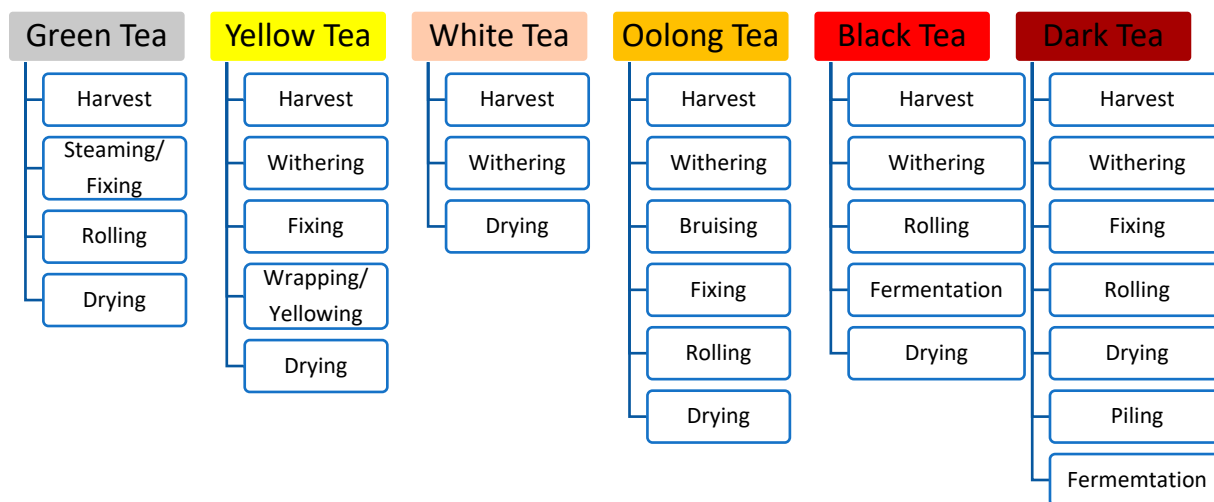 Green Tea
Harvest
Steaming/
Fixing
Rolling
Drying
Yellow Tea
Harvest
Withering
Fixing
Wrapping/
Yellowing
Drying
White Tea
Harvest
Withering
Drying
Oolong Tea
Harvest
Withering
Bruising
Fixing
Rolling
Drying
Black Tea
Harvest
Withering
Rolling
Fermentation
Drying
Dark Tea
Harvest
Withering
Fixing
Rolling
Drying
Piling
Fermemtation